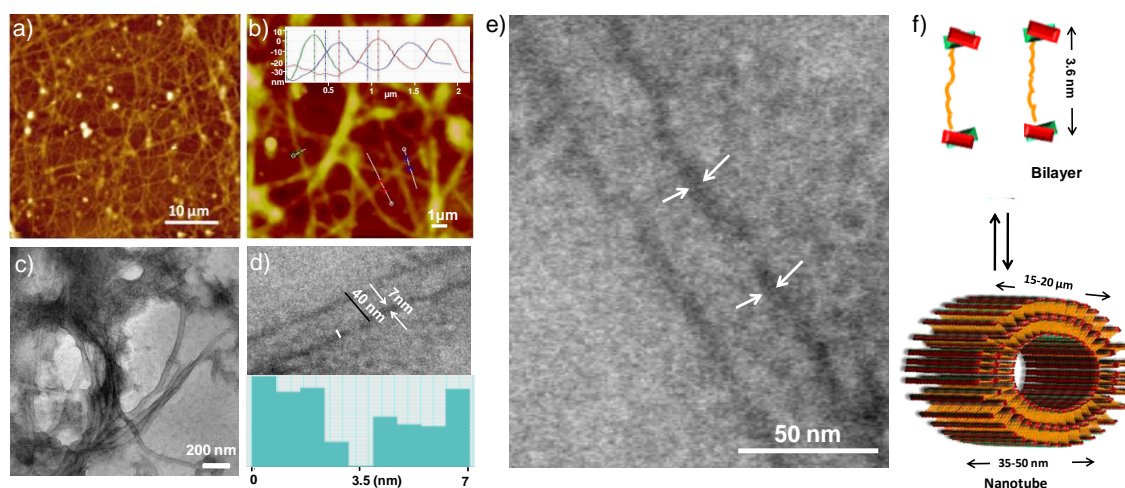 a)
10 µm
b)
10
0
-10
-20
-30
nm
0.5
1
1.5
2
µm
1µm
c)
200 nm
d)
7nm
40 nm
0
3.5 (nm)
7
e)
50 nm
f)
3.6 nm
Bilayer
15-20 µm
35-50 nm
Nanotube